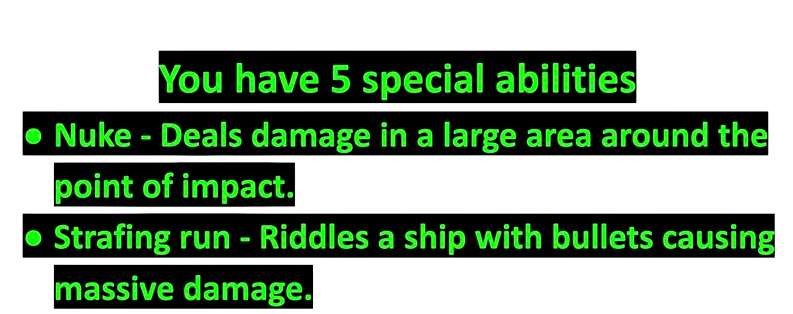 You have 5 special abilities
● Nuke - Deals damage in a large area around the
point of impact.
● Strafing run - Riddles a ship with bullets causing
massive damage.